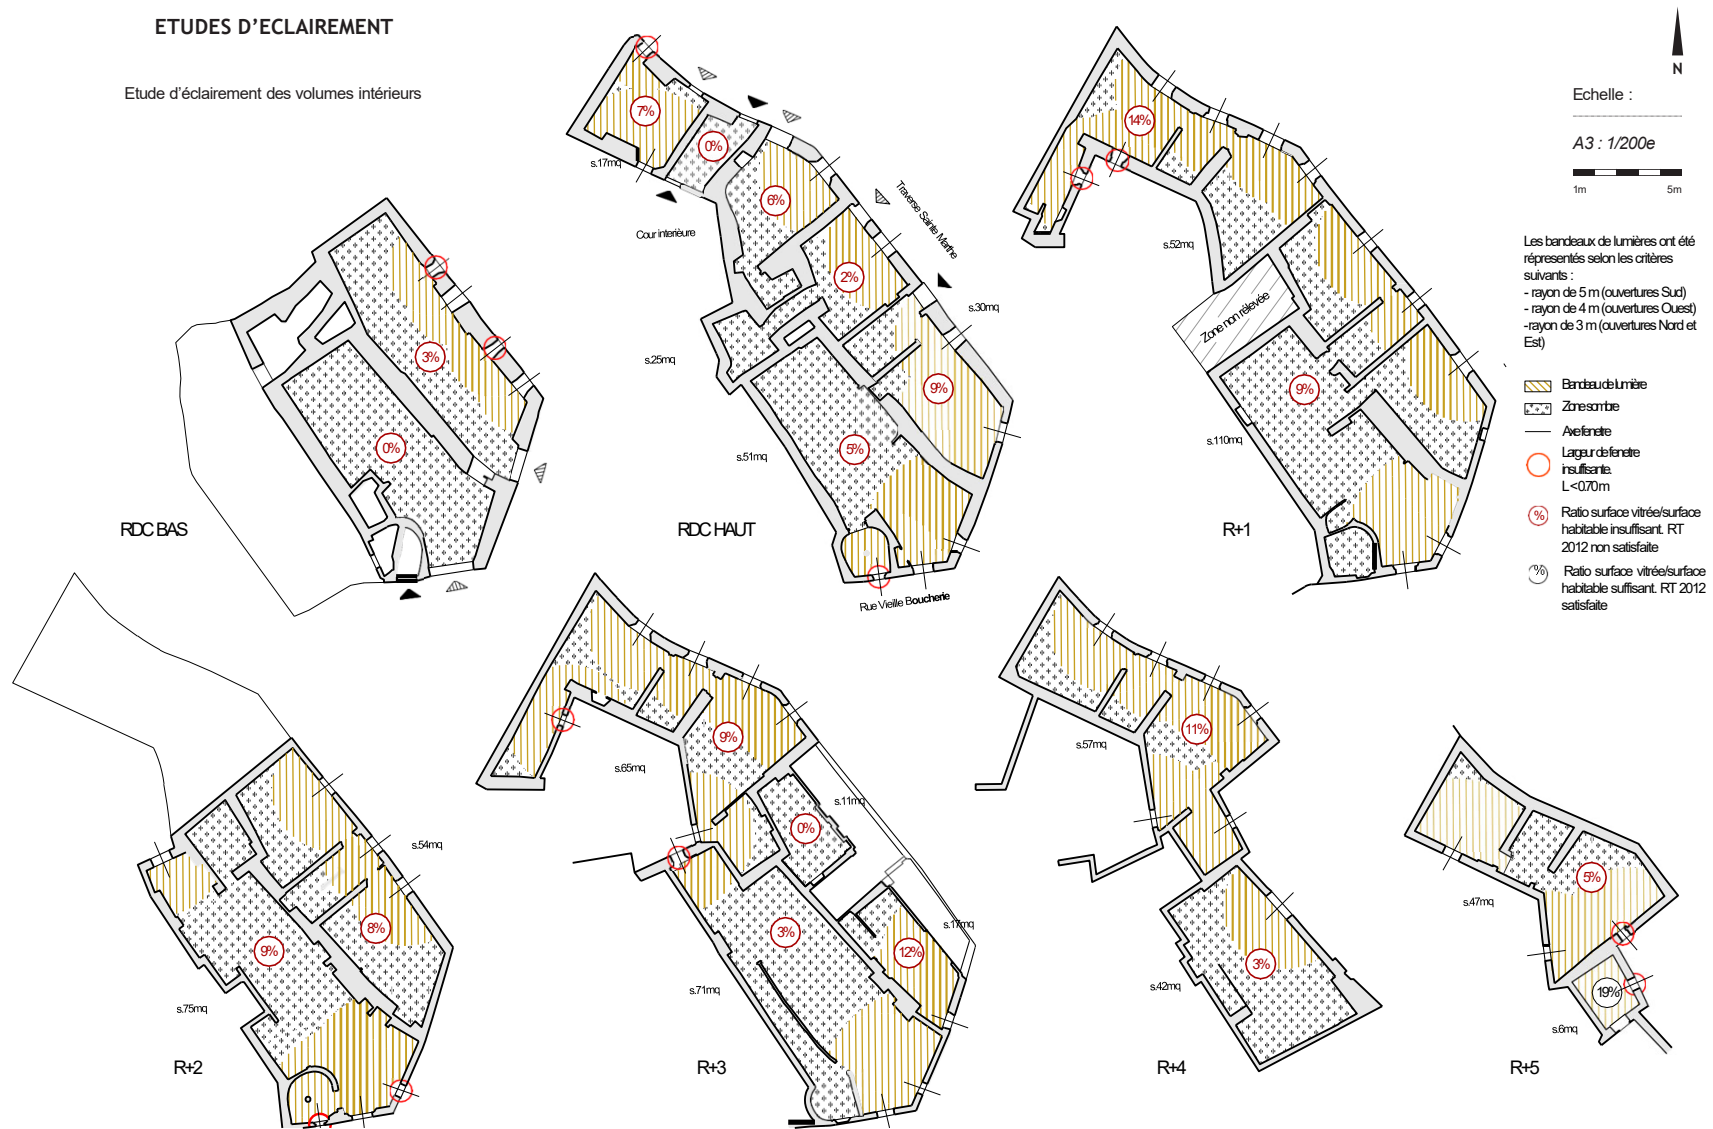 ETUDES D'ECLAIREMENT
Etude d'éclairement des volumes intérieurs
N
Echelle :
A3 : 1/200e
1m 5m
Les bandeaux de lumières ont été
réprésentés selon les critères
suivants :
- rayon de 5 m (ouvertures Sud)
- rayon de 4 m (ouvertures Ouest)
-rayon de 3 m (ouvertures Nord et
Est)
Bandeau de lumière
Zone sombre
Axe fenetre
Largeur de fenetre
insuffisante.
L < 0.70 m
% Ratio surface vitrée/surface
habitable insuffisant. RT
2012 non satisfaite
% Ratio surface vitrée/surface
habitable suffisant. RT 2012
satisfaite
3%
0%
RDC BAS
7%
0%
s.17mq
6%
Cour interièure
Traverse Sainte Marthe
2%
s.30mq
s.25mq
9%
5%
s.51mq
RDC HAUT
Rue Vieille Boucherie
14%
s.52mq
Zone non rélevée
9%
s.110mq
R+1
s.54mq
8%
9%
s.75mq
R+2
9%
s.65mq
s.11mq
0%
3%
s.17mq
12%
s.71mq
R+3
11%
s.57mq
3%
s.42mq
R+4
5%
s.47mq
19%
s.6mq
R+5